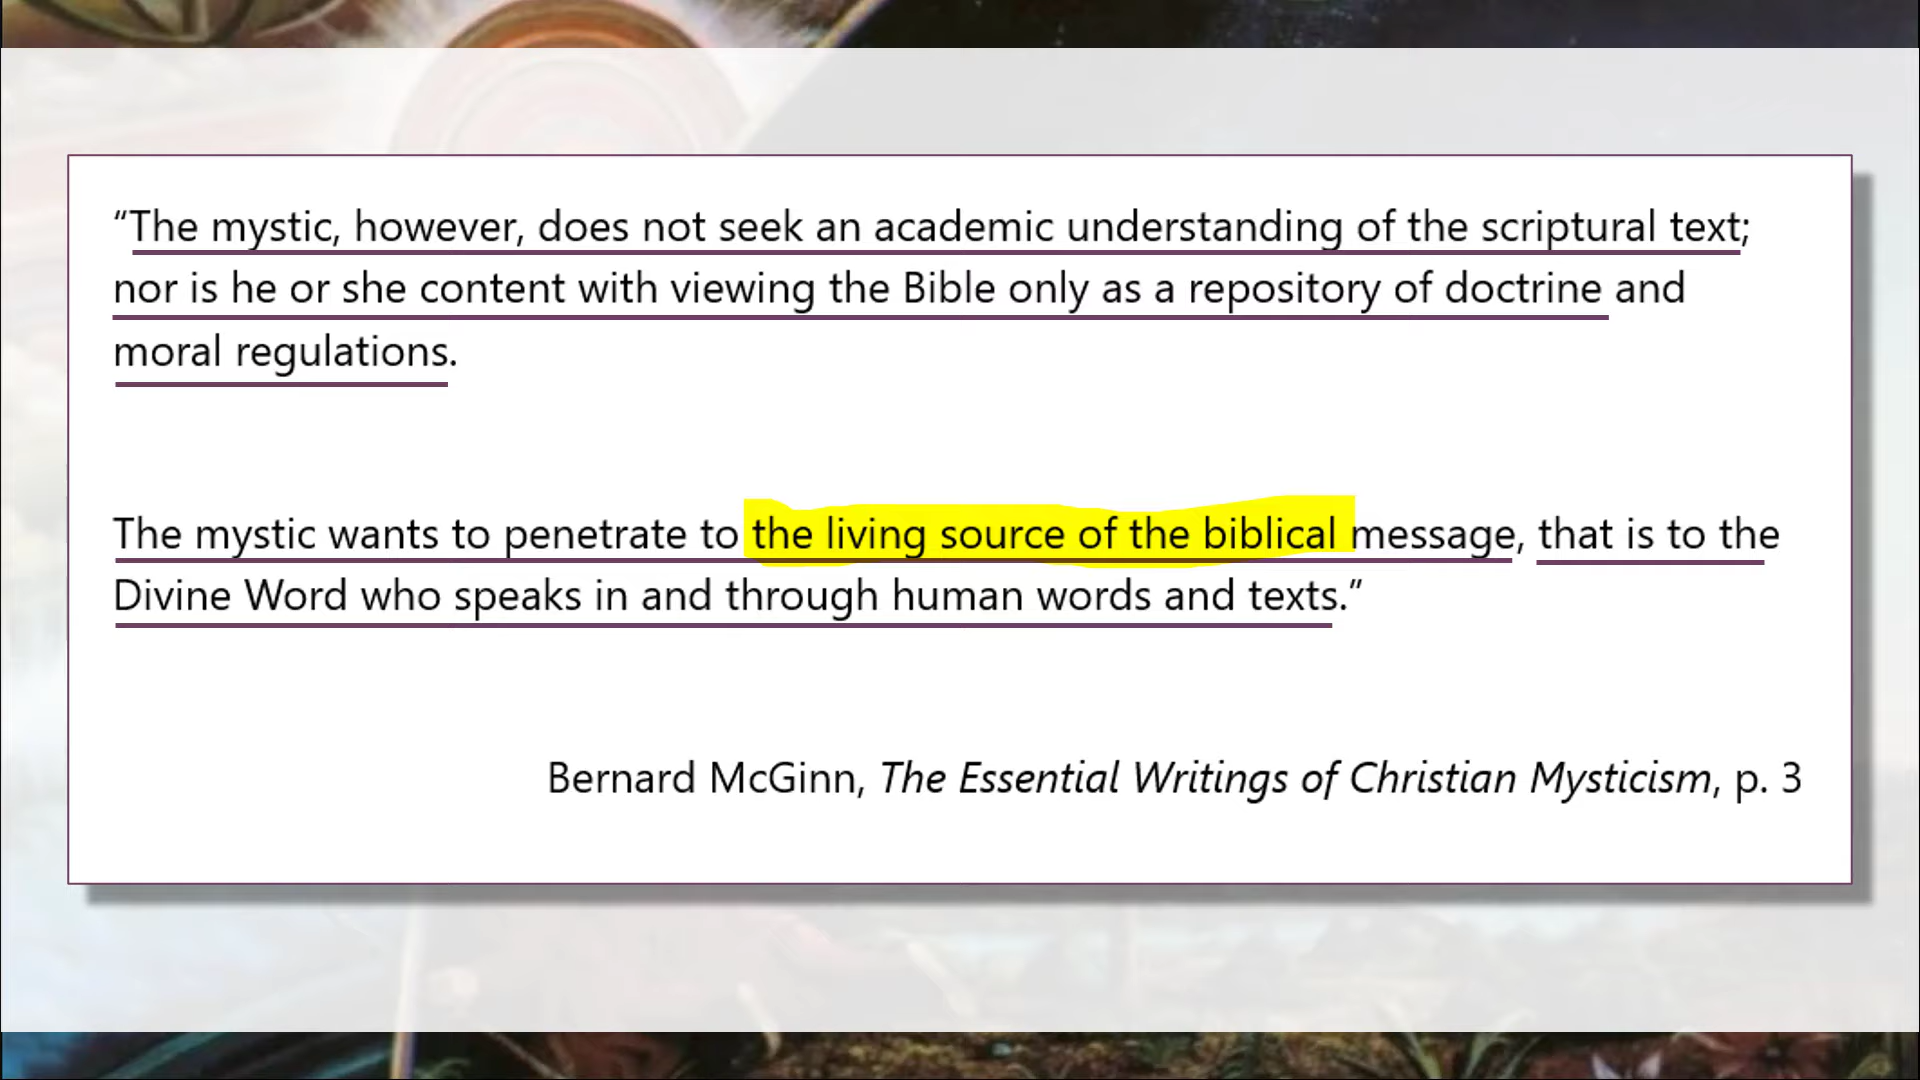 “The mystic, however, does not seek an academic understanding of the scriptural text;
nor is he or she content with viewing the Bible only as a repository of doctrine and
moral regulations.
The mystic wants to penetrate to the living source of the biblical message, that is to the
Divine Word who speaks in and through human words and texts.”
Bernard McGinn, The Essential Writings of Christian Mysticism, p. 3